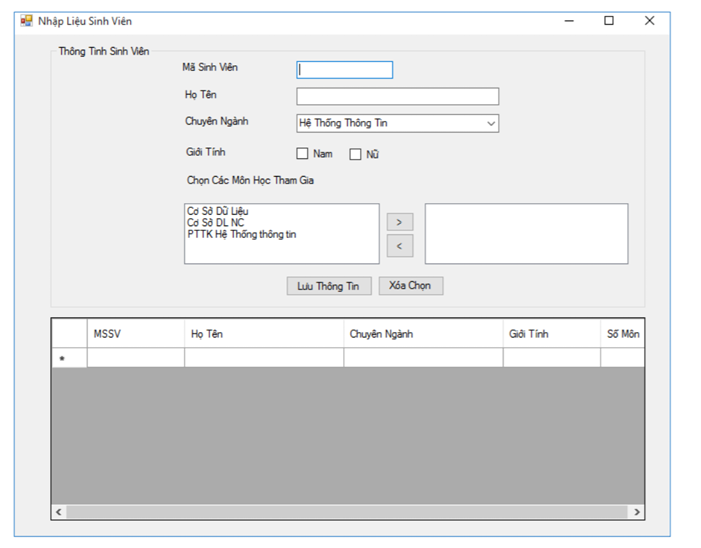 Nhập Liệu Sinh Viên
Thông Tinh Sinh Viên
Mã Sinh Viên
Họ Tên
Chuyên Ngành Hệ Thống Thông Tin
Giới Tính Nam Nữ
Chọn Các Môn Học Tham Gia
Cơ Sở Dữ Liệu
Cơ Sở DL NC
PTTK Hệ Thống thông tin
>
<
Lưu Thông Tin Xóa Chọn
MSSV Họ Tên Chuyên Ngành Giới Tính Số Môn
*